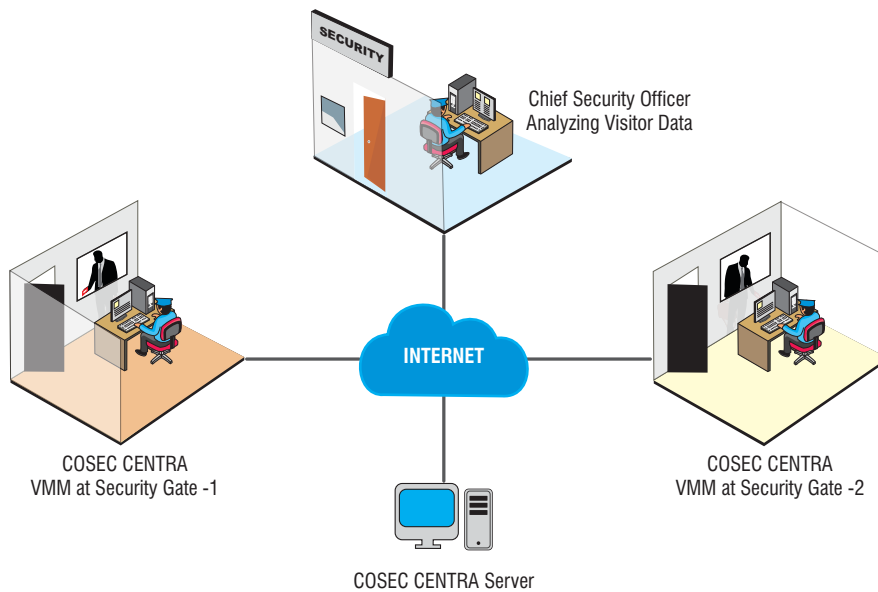 SECURITY
Chief Security Officer
Analyzing Visitor Data
INTERNET
COSEC CENTRA
VMM at Security Gate -1
COSEC CENTRA
VMM at Security Gate -2
COSEC CENTRA Server